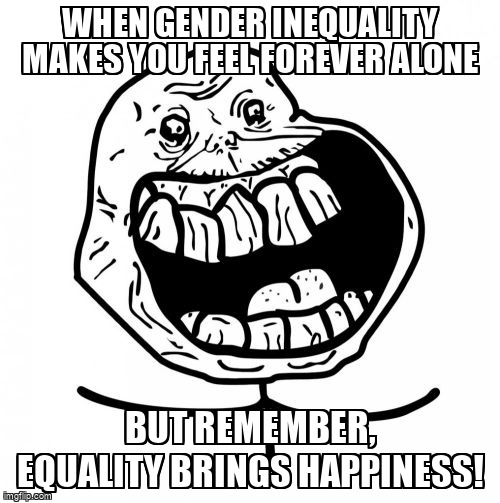 WHEN GENDER INEQUALITY
MAKES YOU FEEL FOREVER ALONE
BUT REMEMBER,
EQUALITY BRINGS HAPPINESS!
imgflip.com